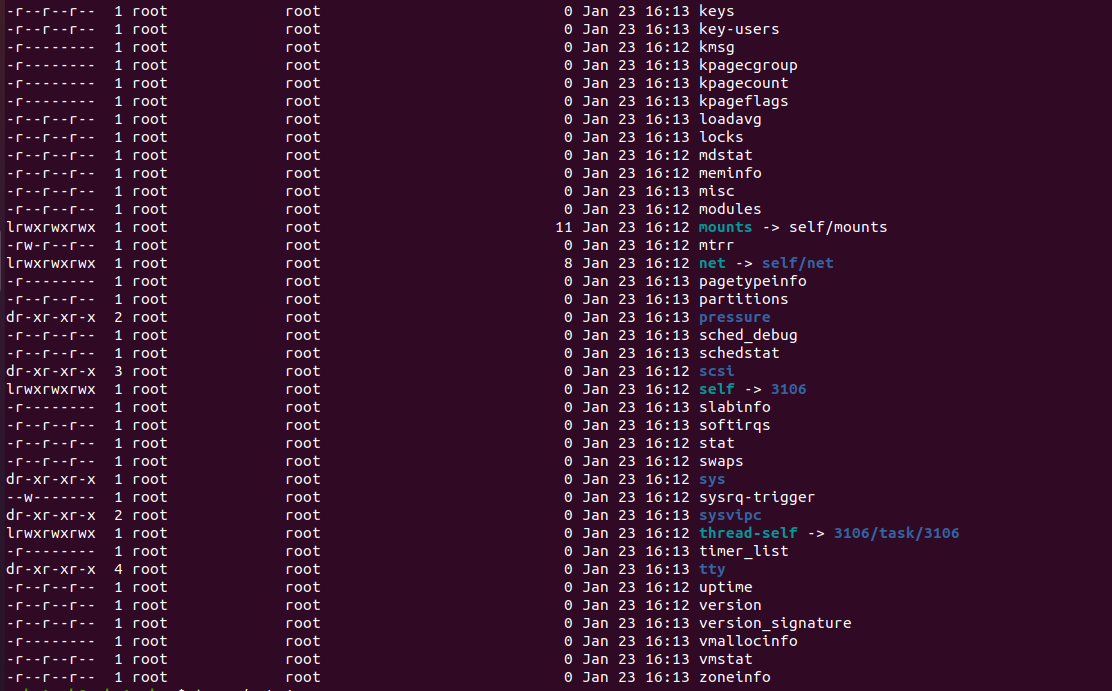 -r--r--r--  1 root             root                           0 Jan 23 16:13 keys
-r--r--r--  1 root             root                           0 Jan 23 16:13 key-users
-r--------  1 root             root                           0 Jan 23 16:12 kmsg
-r--------  1 root             root                           0 Jan 23 16:13 kpagecgroup
-r--------  1 root             root                           0 Jan 23 16:13 kpagecount
-r--------  1 root             root                           0 Jan 23 16:13 kpageflags
-r--r--r--  1 root             root                           0 Jan 23 16:13 loadavg
-r--r--r--  1 root             root                           0 Jan 23 16:13 locks
-r--r--r--  1 root             root                           0 Jan 23 16:12 mdstat
-r--r--r--  1 root             root                           0 Jan 23 16:12 meminfo
-r--r--r--  1 root             root                           0 Jan 23 16:13 misc
-r--r--r--  1 root             root                           0 Jan 23 16:12 modules
lrwxrwxrwx  1 root             root                          11 Jan 23 16:12 mounts -> self/mounts
-rw-r--r--  1 root             root                           0 Jan 23 16:12 mtrr
lrwxrwxrwx  1 root             root                           8 Jan 23 16:12 net -> self/net
-r--------  1 root             root                           0 Jan 23 16:13 pagetypeinfo
-r--r--r--  1 root             root                           0 Jan 23 16:12 partitions
dr-xr-xr-x  2 root             root                           0 Jan 23 16:13 pressure
-r--r--r--  1 root             root                           0 Jan 23 16:13 sched_debug
-r--r--r--  1 root             root                           0 Jan 23 16:13 schedstat
dr-xr-xr-x  3 root             root                           0 Jan 23 16:12 scsi
lrwxrwxrwx  1 root             root                           0 Jan 23 16:12 self -> 3106
-r--------  1 root             root                           0 Jan 23 16:13 slabinfo
-r--r--r--  1 root             root                           0 Jan 23 16:13 softirqs
-r--r--r--  1 root             root                           0 Jan 23 16:12 stat
-r--r--r--  1 root             root                           0 Jan 23 16:12 swaps
dr-xr-xr-x  1 root             root                           0 Jan 23 16:12 sys
--w-------  1 root             root                           0 Jan 23 16:12 sysrq-trigger
dr-xr-xr-x  2 root             root                           0 Jan 23 16:13 sysvipc
lrwxrwxrwx  1 root             root                           0 Jan 23 16:12 thread-self -> 3106/task/3106
-r--------  1 root             root                           0 Jan 23 16:13 timer_list
dr-xr-xr-x  4 root             root                           0 Jan 23 16:13 tty
-r--r--r--  1 root             root                           0 Jan 23 16:12 uptime
-r--r--r--  1 root             root                           0 Jan 23 16:12 version
-r--r--r--  1 root             root                           0 Jan 23 16:13 version_signature
-r--------  1 root             root                           0 Jan 23 16:13 vmallocinfo
-r--r--r--  1 root             root                           0 Jan 23 16:12 vmstat
-r--r--r--  1 root             root                           0 Jan 23 16:13 zoneinfo